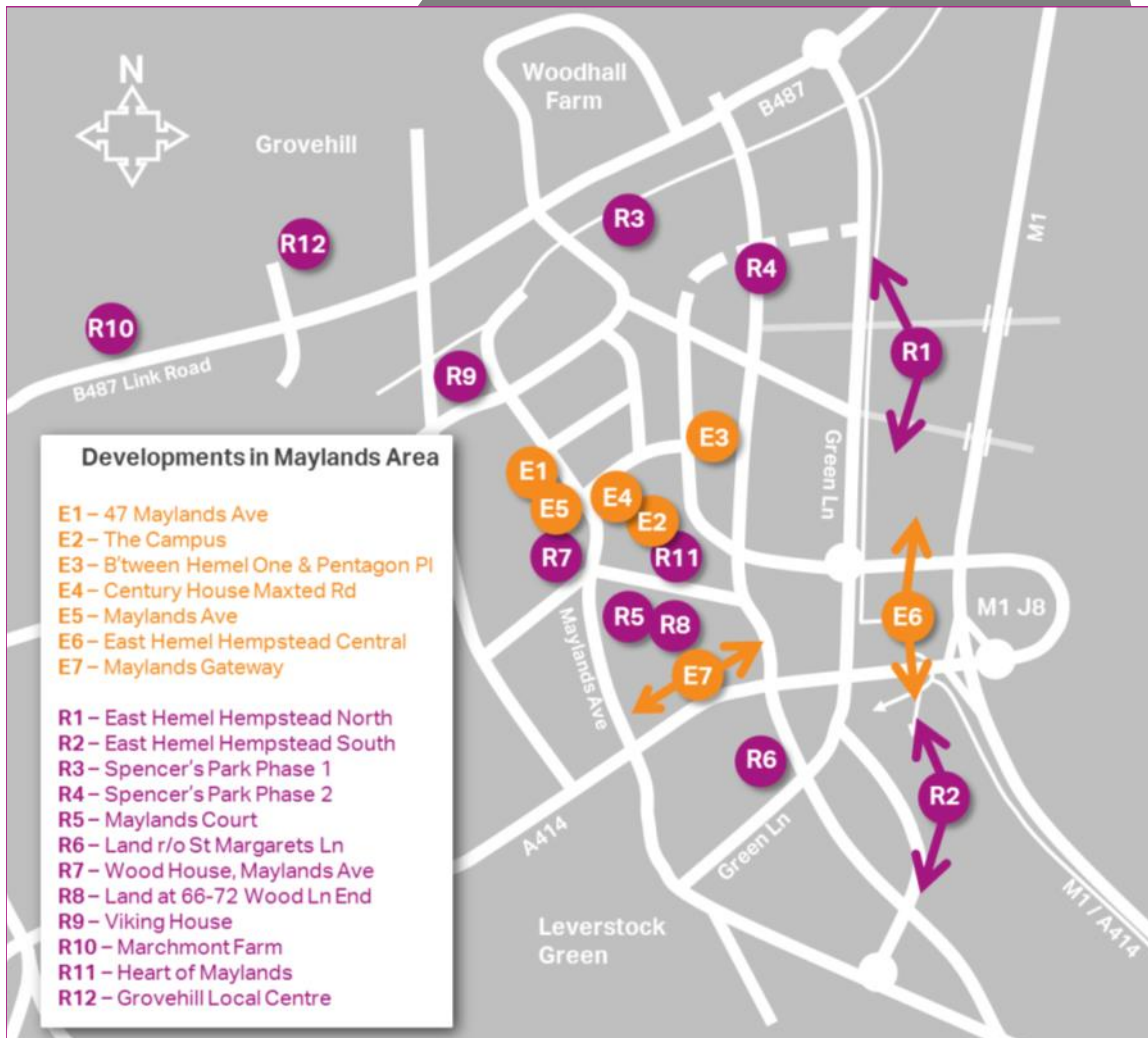 N
Woodhall
Farm
B487
Grovehill
R12
R3
R4
M1
R10
B487 Link Road
R9
R1
Green Ln
E3
E1
E5
E4
E2
R7
R11
Maylands Ave
R5
R8
E7
E6
M1 J8
R6
R2
A414
Green Ln
M1 / A414
Leverstock
Green
Developments in Maylands Area
E1 – 47 Maylands Ave
E2 – The Campus
E3 – B'tween Hemel One & Pentagon Pl
E4 – Century House Maxted Rd
E5 – Maylands Ave
E6 – East Hemel Hempstead Central
E7 – Maylands Gateway
R1 – East Hemel Hempstead North
R2 – East Hemel Hempstead South
R3 – Spencer's Park Phase 1
R4 – Spencer's Park Phase 2
R5 – Maylands Court
R6 – Land r/o St Margarets Ln
R7 – Wood House, Maylands Ave
R8 – Land at 66-72 Wood Ln End
R9 – Viking House
R10 – Marchmont Farm
R11 – Heart of Maylands
R12 – Grovehill Local Centre